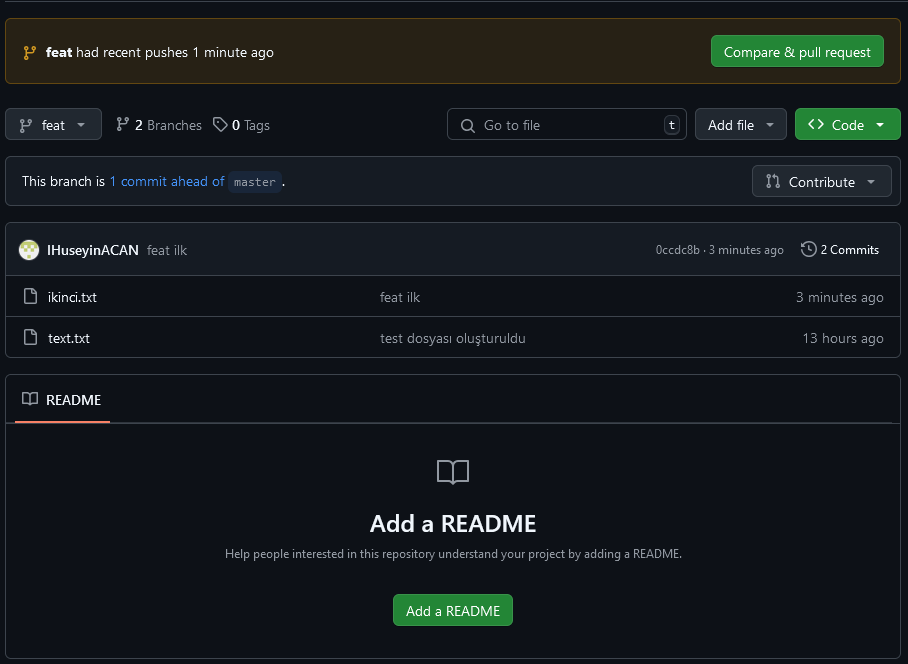 feat had recent pushes 1 minute ago Compare & pull request
feat 2 Branches 0 Tags Go to file t Add file Code
This branch is 1 commit ahead of master . Contribute
IHuseyinACAN feat ilk 0ccdc8b · 3 minutes ago 2 Commits
ikinci.txt feat ilk 3 minutes ago
text.txt test dosyası oluşturuldu 13 hours ago
README
Add a README
Help people interested in this repository understand your project by adding a README.
Add a README